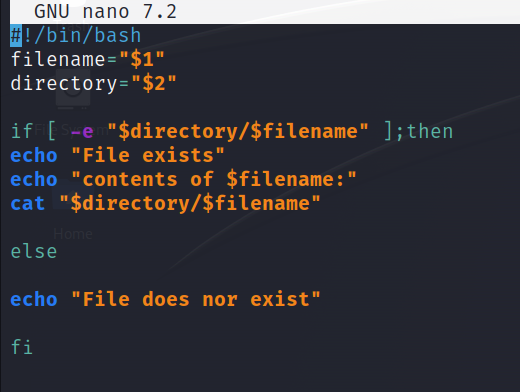 GNU nano 7.2
#!/bin/bash
filename="$1"
directory="$2"
if [ -e "$directory/$filename" ];then
echo "File exists"
echo "contents of $filename:"
cat "$directory/$filename"
Home
else
echo "File does nor exist"
fi